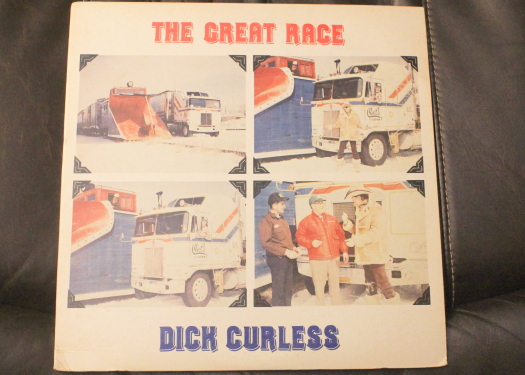 THE GREAT RACE
DICK CURLESS